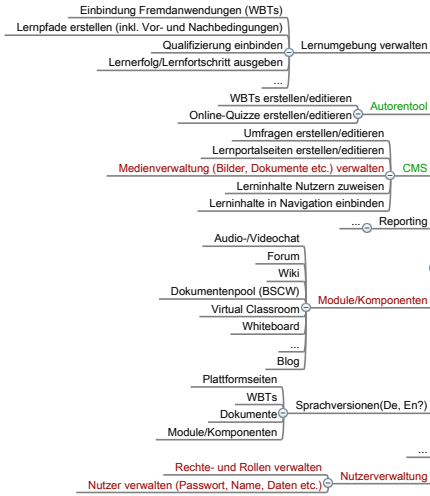 Einbindung Fremdanwendungen (WBTs)
Lernpfade erstellen (inkl. Vor- und Nachbedingungen)
Qualifizierung einbinden
Lernumgebung verwalten
Lernerfolg/Lernfortschritt ausgeben
...
WBTs erstellen/editieren
Autorentool
Online-Quizze erstellen/editieren
Umfragen erstellen/editieren
Lernportalseiten erstellen/editieren
Medienverwaltung (Bilder, Dokumente etc.) verwalten
CMS
Lerninhalte Nutzern zuweisen
Lerninhalte in Navigation einbinden
...
Reporting
Audio-/Videochat
Forum
Wiki
Dokumentenpool (BSCW)
Module/Komponenten
Virtual Classroom
Whiteboard
...
Blog
Plattformseiten
WBTs
Sprachversionen(De, En?)
Dokumente
Module/Komponenten
...
Rechte- und Rollen verwalten
Nutzerverwaltung
Nutzer verwalten (Passwort, Name, Daten etc.)